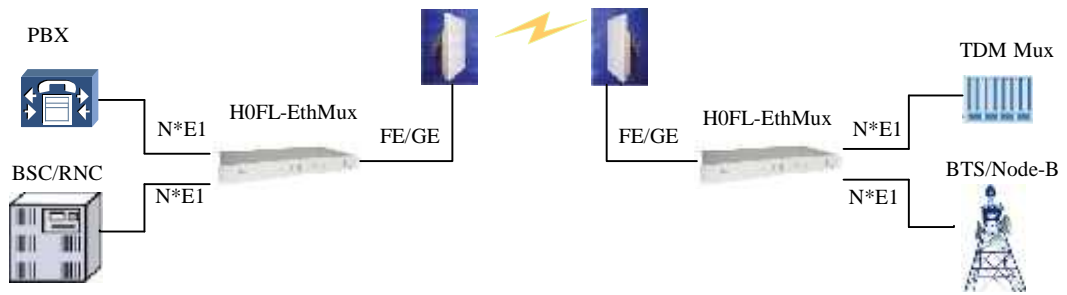 PBX
TDM Mux
H0FL-EthMux
H0FL-EthMux
N*E1
FE/GE
FE/GE
N*E1
BSC/RNC
BTS/Node-B
N*E1
N*E1